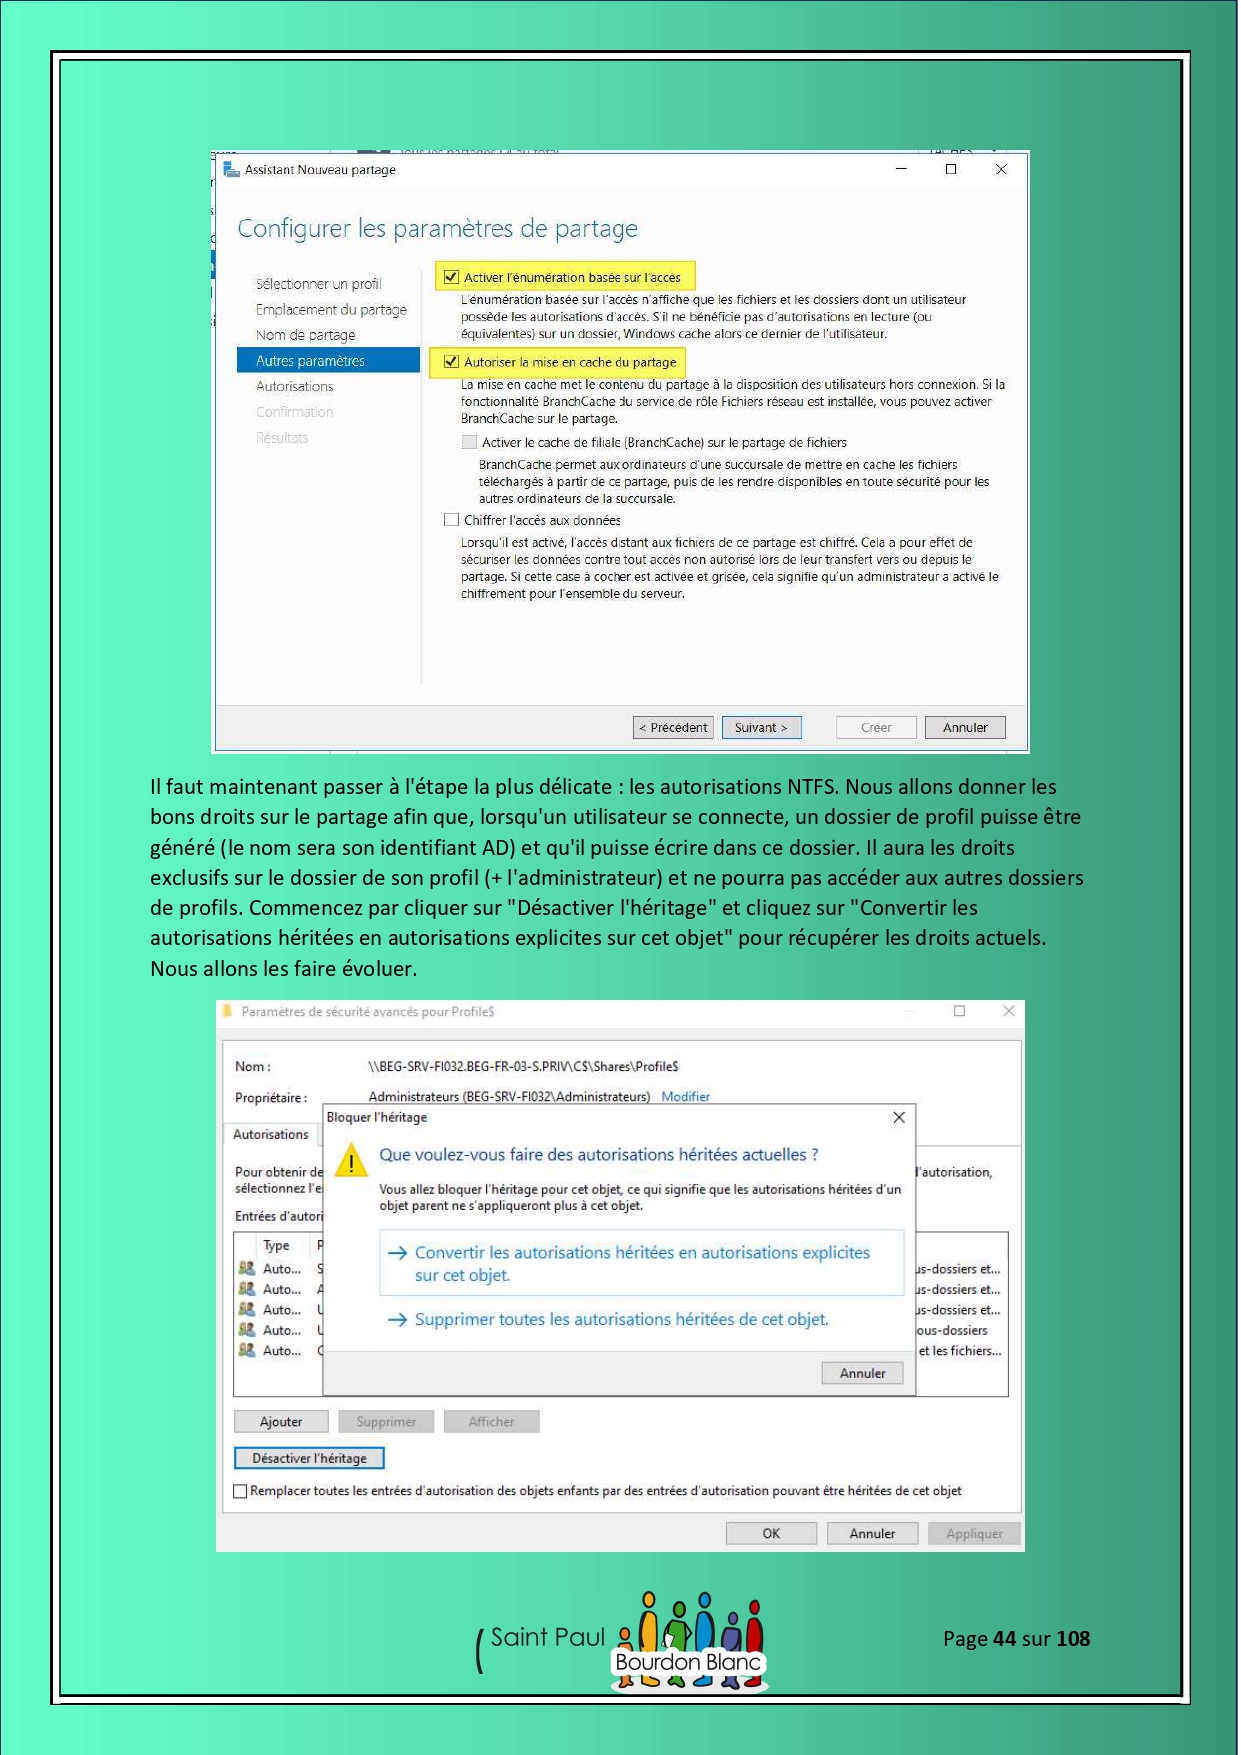 Assistant Nouveau partage
Configurer les paramètres de partage
Sélectionner un profil
Emplacement du partage
Nom de partage
Autres paramètres
Autorisations
Confirmation
Résultats
Activer l'énumération basée sur l'accès
L'énumération basée sur l'accès n'affiche que les fichiers et les dossiers dont un utilisateur
possède les autorisations d'accès. S'il ne bénéficie pas d'autorisations en lecture (ou
équivalentes) sur un dossier, Windows cache alors ce dernier de l'utilisateur.
Autoriser la mise en cache du partage
La mise en cache met le contenu du partage à la disposition des utilisateurs hors connexion. Si la
fonctionnalité BranchCache du service de rôle Fichiers réseau est installée, vous pouvez activer
BranchCache sur le partage.
Activer le cache de filiale (BranchCache) sur le partage de fichiers
BranchCache permet aux ordinateurs d'une succursale de mettre en cache les fichiers
téléchargés à partir de ce partage, puis de les rendre disponibles en toute sécurité pour les
autres ordinateurs de la succursale.
Chiffrer l'accès aux données
Lorsqu'il est activé, l'accès distant aux fichiers de ce partage est chiffré. Cela a pour effet de
sécuriser les données contre tout accès non autorisé lors de leur transfert vers ou depuis le
partage. Si cette case à cocher est activée et grisée, cela signifie qu'un administrateur a activé le
chiffrement pour l'ensemble du serveur.
< Précédent Suivant > Créer Annuler
Il faut maintenant passer à l'étape la plus délicate : les autorisations NTFS. Nous allons donner les
bons droits sur le partage afin que, lorsqu'un utilisateur se connecte, un dossier de profil puisse être
généré (le nom sera son identifiant AD) et qu'il puisse écrire dans ce dossier. Il aura les droits
exclusifs sur le dossier de son profil (+ l'administrateur) et ne pourra pas accéder aux autres dossiers
de profils. Commencez par cliquer sur "Désactiver l'héritage" et cliquez sur "Convertir les
autorisations héritées en autorisations explicites sur cet objet" pour récupérer les droits actuels.
Nous allons les faire évoluer.
Paramètres de sécurité avancés pour Profile$
Nom : \\BEG-SRV-FI032.BEG-FR-03-S.PRIV\C$\Shares\Profile$
Propriétaire : Administrateurs (BEG-SRV-FI032\Administrateurs) Modifier
Bloquer l'héritage
Autorisations
Que voulez-vous faire des autorisations héritées actuelles ?
Pour obtenir de
l'autorisation,
sélectionnez l'e
Vous allez bloquer l'héritage pour cet objet, ce qui signifie que les autorisations héritées d'un
objet parent ne s'appliqueront plus à cet objet.
Entrées d'autori
Type P
Convertir les autorisations héritées en autorisations explicites
sur cet objet.
Auto... S us-dossiers et...
Auto... A us-dossiers et...
Auto... U us-dossiers et...
Auto... U ous-dossiers
Auto... C et les fichiers...
Supprimer toutes les autorisations héritées de cet objet.
Annuler
Ajouter Supprimer Afficher
Désactiver l'héritage
Remplacer toutes les entrées d'autorisation des objets enfants par des entrées d'autorisation pouvant être héritées de cet objet
OK Annuler Appliquer
Saint Paul
Bourdon Blanc
Page 44 sur 108